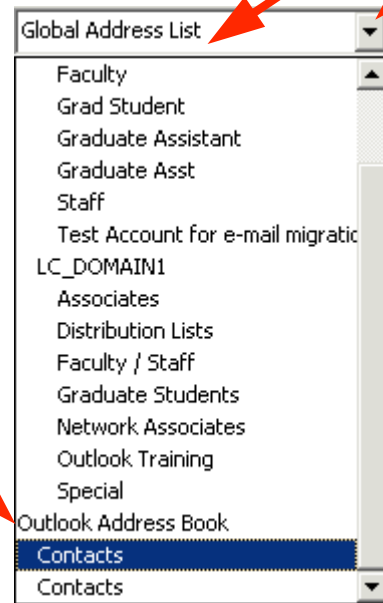 Global Address List
Faculty
Grad Student
Graduate Assistant
Graduate Asst
Staff
Test Account for e-mail migratic
LC_DOMAIN1
Associates
Distribution Lists
Faculty / Staff
Graduate Students
Network Associates
Outlook Training
Special
Outlook Address Book
Contacts
Contacts